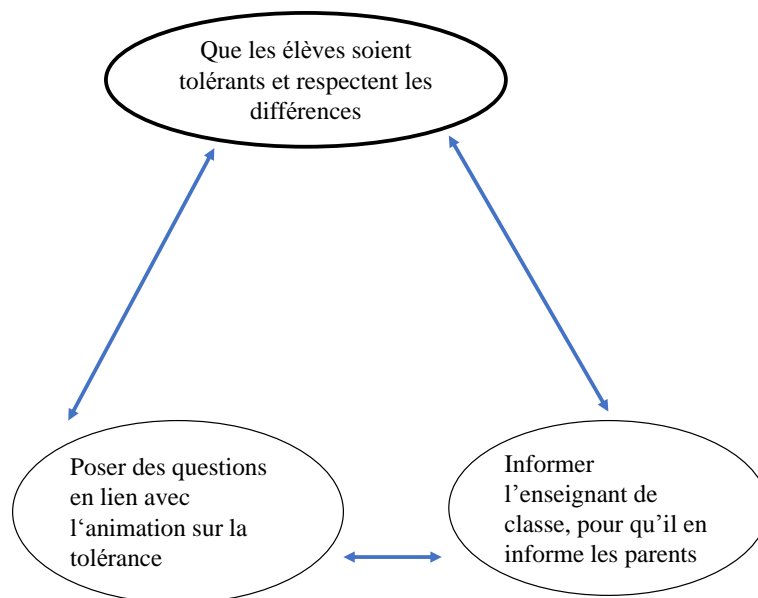 Que les élèves soient
tolérants et respectent les
différences
Poser des questions
en lien avec
l‘animation sur la
tolérance
Informer
l’enseignant de
classe, pour qu’il en
informe les parents